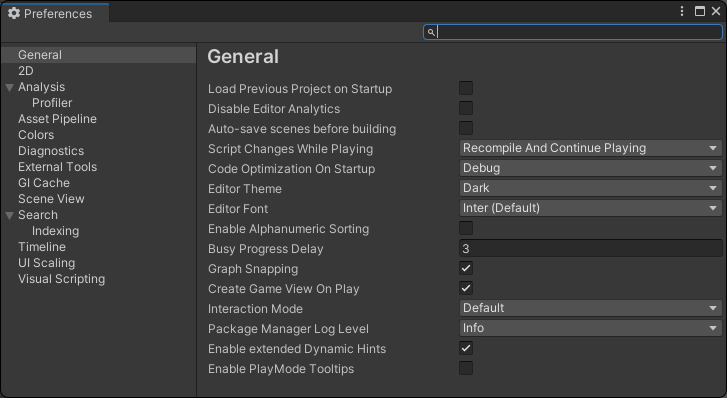 Preferences
General
2D
Analysis
Profiler
Asset Pipeline
Colors
Diagnostics
External Tools
GI Cache
Scene View
Search
Indexing
Timeline
UI Scaling
Visual Scripting
General
Load Previous Project on Startup
Disable Editor Analytics
Auto-save scenes before building
Script Changes While Playing Recompile And Continue Playing
Code Optimization On Startup Debug
Editor Theme Dark
Editor Font Inter (Default)
Enable Alphanumeric Sorting
Busy Progress Delay 3
Graph Snapping
Create Game View On Play
Interaction Mode Default
Package Manager Log Level Info
Enable extended Dynamic Hints
Enable PlayMode Tooltips